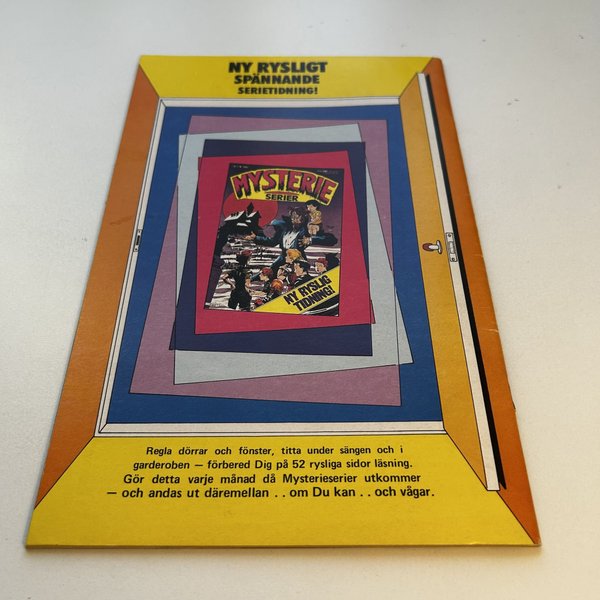 NY RYSLIGT
SPÄNNANDE
SERIETIDNING!
MYSTERIE
SERIER
NY RYSLIG
TIDNING!
Regla dörrar och fönster, titta under sängen och i
garderoben — förbered Dig på 52 rysliga sidor läsning.
Gör detta varje månad då Mysterieserier utkommer
— och andas ut däremellan . . om Du kan . . och vågar.